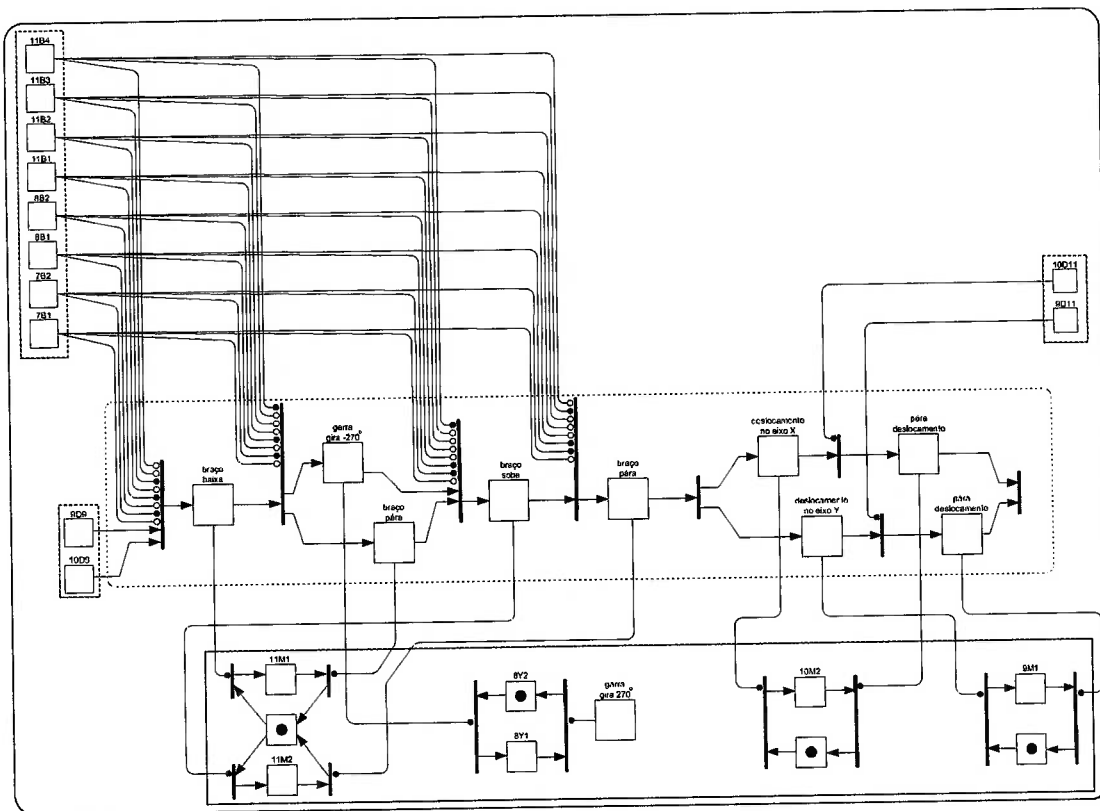 11B4
11B3
11B2
11B1
8B2
8B1
7B2
7B1
10D11
9D11
garra
gira -270°
deslocamento
no eixo X
pára
deslocamento
braço
baixa
braço
sobe
braço
pára
braço
pára
deslocamento
no eixo Y
pára
deslocamento
9D9
10D9
11M1
8Y2
garra
gira 270°
10M2
9M1
8Y1
11M2